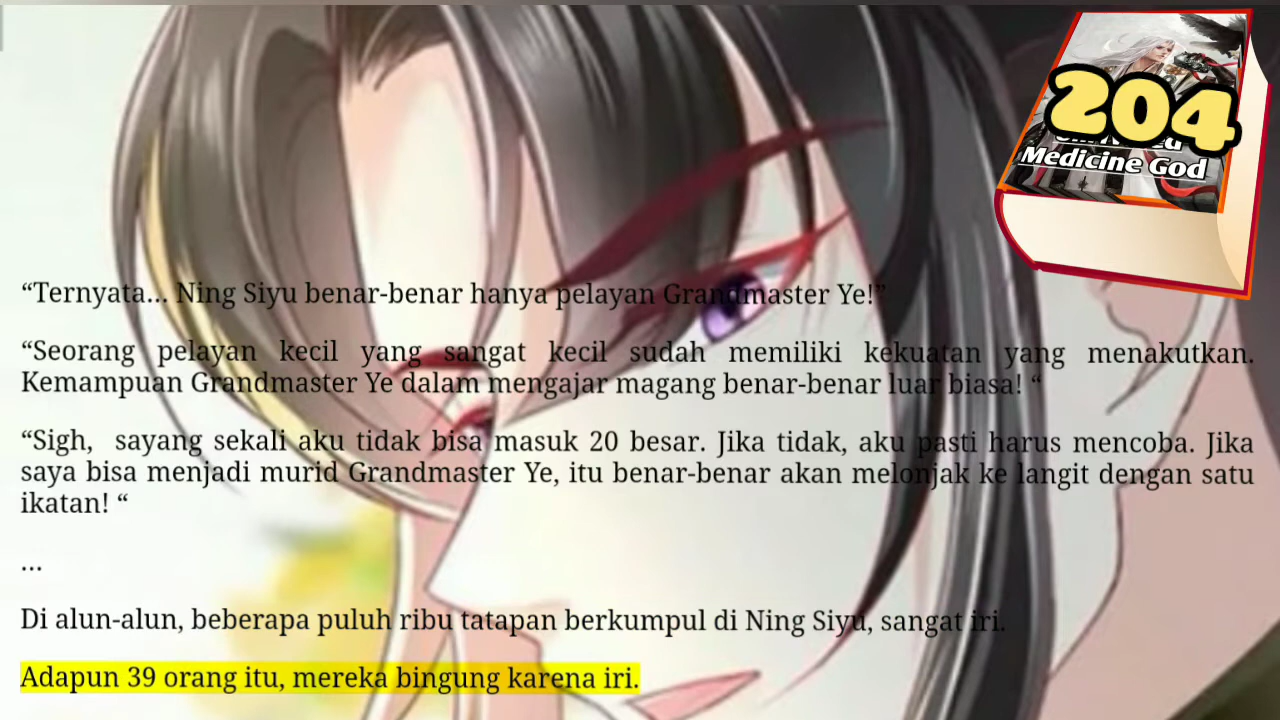 204
Medicine God
“Ternyata... Ning Siyu benar-benar hanya pelayan Grandmaster Ye!”
“Seorang pelayan kecil yang sangat kecil sudah memiliki kekuatan yang menakutkan.
Kemampuan Grandmaster Ye dalam mengajar magang benar-benar luar biasa! “
“Sigh, sayang sekali aku tidak bisa masuk 20 besar. Jika tidak, aku pasti harus mencoba. Jika
saya bisa menjadi murid Grandmaster Ye, itu benar-benar akan melonjak ke langit dengan satu
ikatan! “
...
Di alun-alun, beberapa puluh ribu tatapan berkumpul di Ning Siyu, sangat iri.
Adapun 39 orang itu, mereka bingung karena iri.